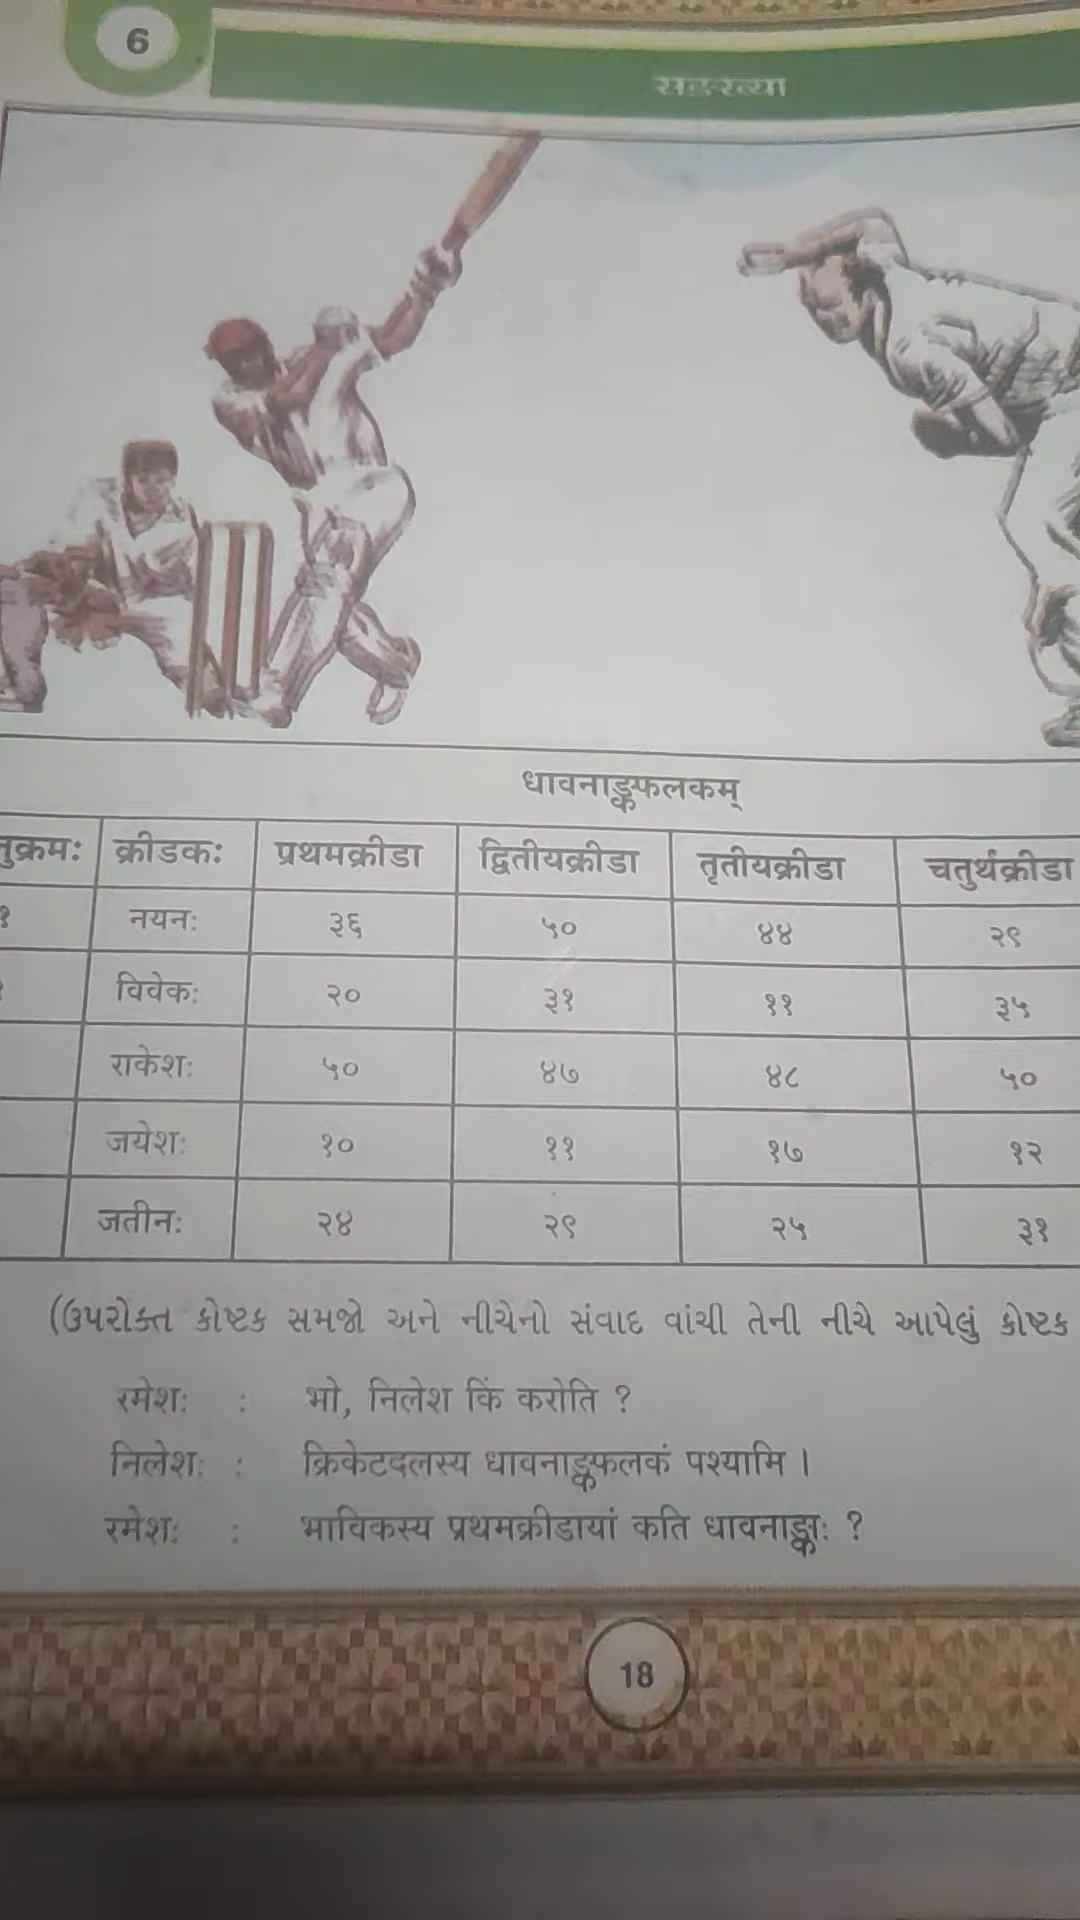 6
सङ्ख्या
धावनाङ्कफलकम्
नुक्रमः क्रीडकः प्रथमक्रीडा द्वितीयक्रीडा तृतीयक्रीडा चतुर्थक्रीडा
१ नयनः ३६ ५० ४४ २९
विवेकः २० ३१ ११ ३५
राकेशः ५० ४७ ४८ ५०
जयेशः १० ११ १७ १२
जतीनः २४ २९ २५ ३१
(ઉપરોક્ત કોષ્ટક સમજો અને નીચેનો સંવાદ વાંચી તેની નીચે આપેલું કોષ્ટક
रमेशः : भो, निलेश किं करोति ?
निलेशः : क्रिकेटदलस्य धावनाङ्कफलकं पश्यामि ।
रमेशः : भाविकस्य प्रथमक्रीडायां कति धावनाङ्काः ?
18